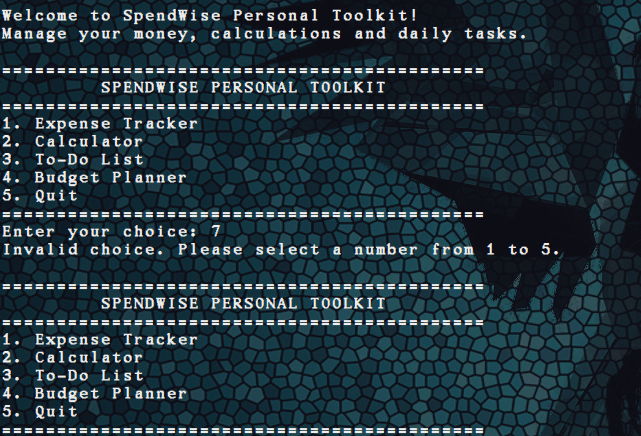 Welcome to SpendWise Personal Toolkit!
Manage your money, calculations and daily tasks.
============================================
SPENDWISE PERSONAL TOOLKIT
============================================
1. Expense Tracker
2. Calculator
3. To-Do List
4. Budget Planner
5. Quit
============================================
Enter your choice: 7
Invalid choice. Please select a number from 1 to 5.
============================================
SPENDWISE PERSONAL TOOLKIT
============================================
1. Expense Tracker
2. Calculator
3. To-Do List
4. Budget Planner
5. Quit
============================================